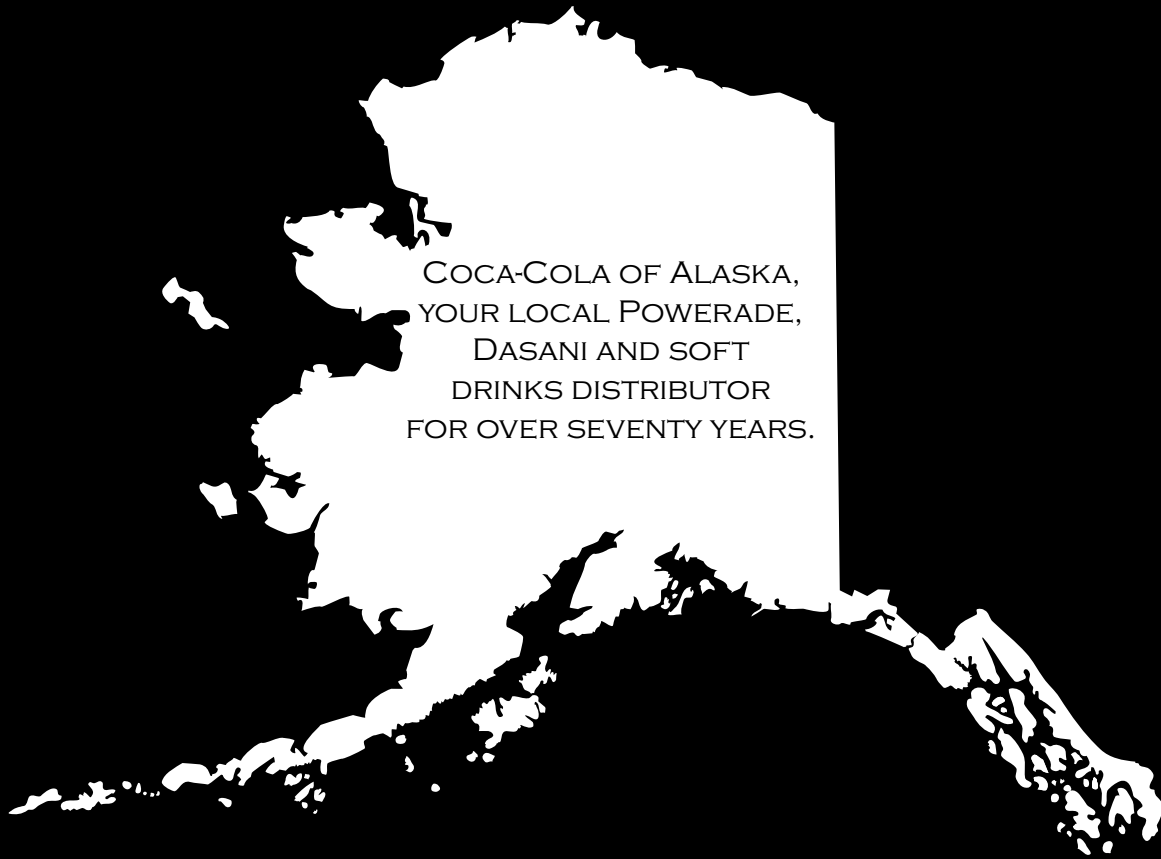 Coca-Cola of Alaska,
your local Powerade,
Dasani and soft
drinks distributor
for over seventy years.